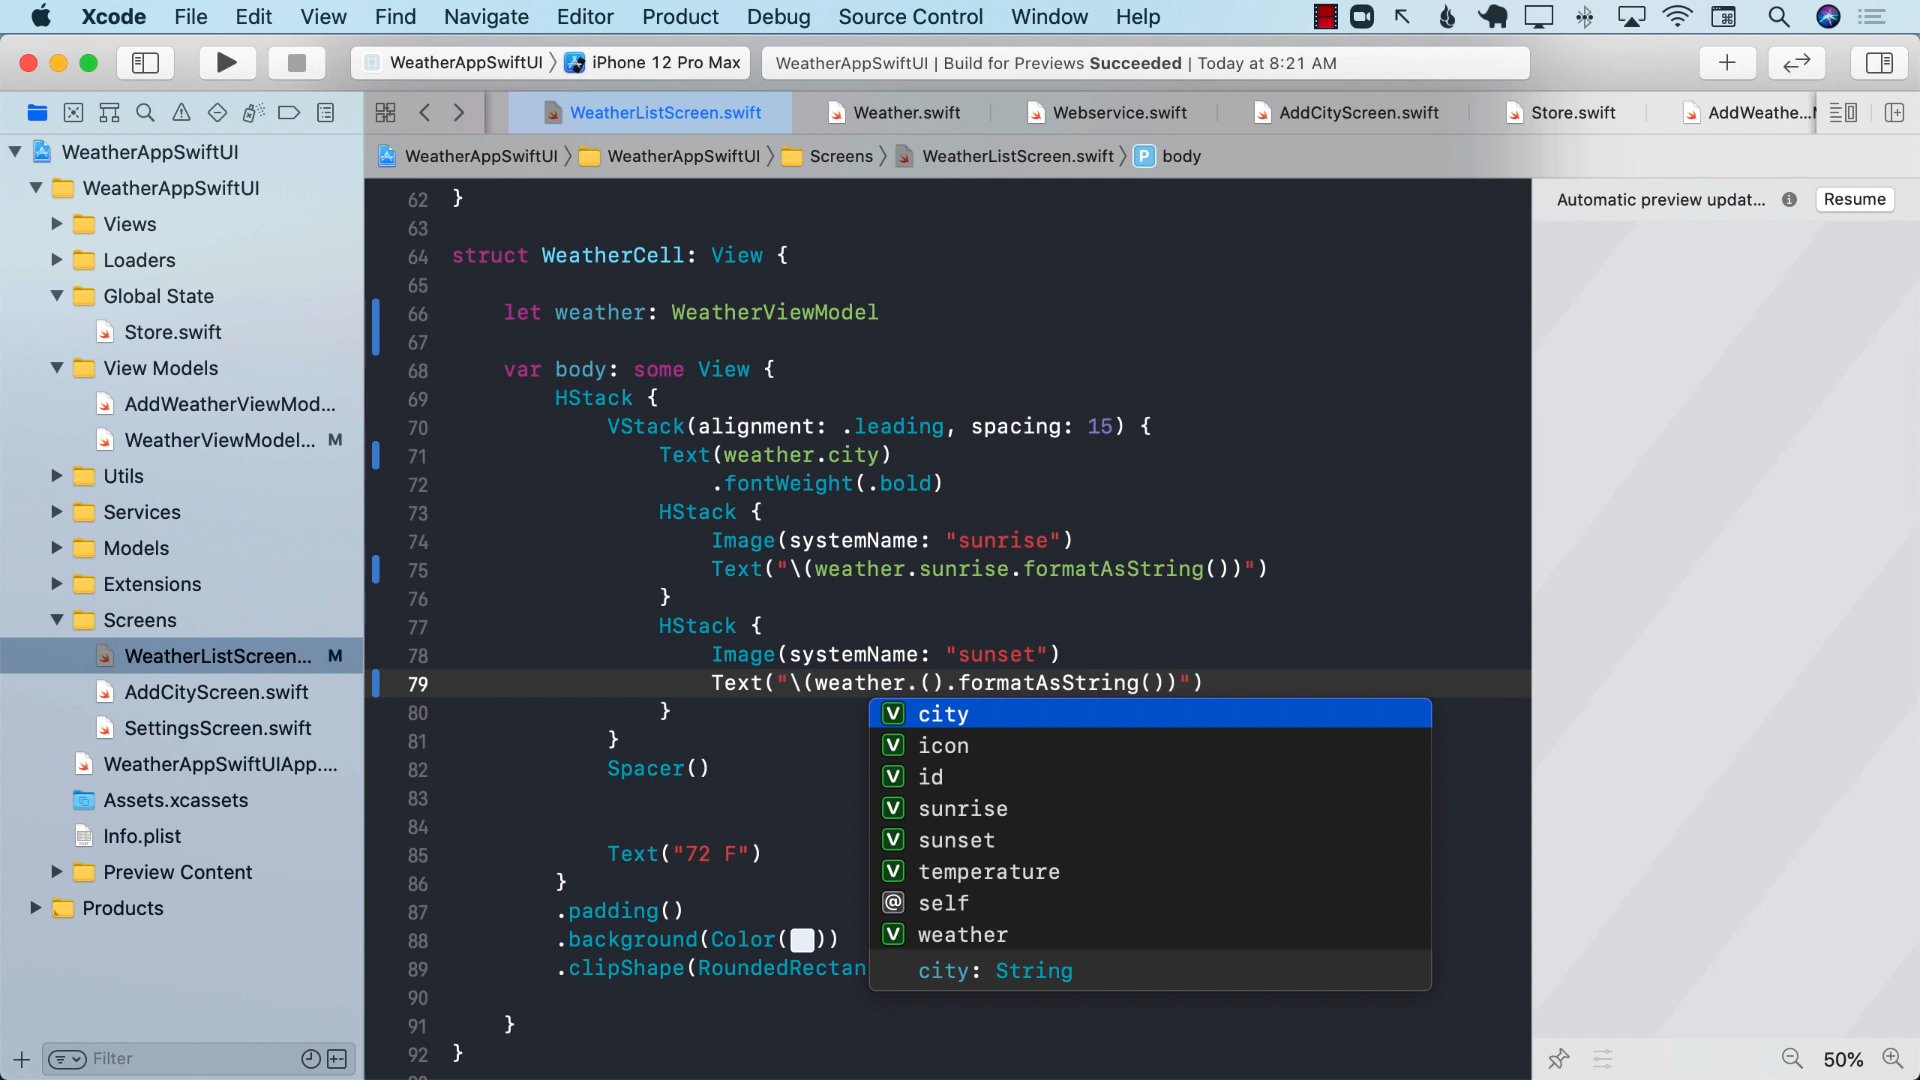 Xcode File Edit View Find Navigate Editor Product Debug Source Control Window Help
WeatherAppSwiftUI 〉 iPhone 12 Pro Max
WeatherAppSwiftUI | Build for Previews Succeeded | Today at 8:21 AM
WeatherListScreen.swift Weather.swift Webservice.swift AddCityScreen.swift Store.swift AddWeathe...
WeatherAppSwiftUI 〉 WeatherAppSwiftUI 〉 Screens 〉 WeatherListScreen.swift 〉 P body
WeatherAppSwiftUI
WeatherAppSwiftUI
Views
Loaders
Global State
Store.swift
View Models
AddWeatherViewMod...
WeatherViewModel... M
Utils
Services
Models
Extensions
Screens
WeatherListScreen... M
AddCityScreen.swift
SettingsScreen.swift
WeatherAppSwiftUIApp....
Assets.xcassets
Info.plist
Preview Content
Products
Filter
62 }
63
64 struct WeatherCell: View {
65
66 let weather: WeatherViewModel
67
68 var body: some View {
69 HStack {
70 VStack(alignment: .leading, spacing: 15) {
71 Text(weather.city)
72 .fontWeight(.bold)
73 HStack {
74 Image(systemName: "sunrise")
75 Text("\(weather.sunrise.formatAsString())")
76 }
77 HStack {
78 Image(systemName: "sunset")
79 Text("\(weather.().formatAsString())")
80 }
81 }
82 Spacer()
83
84
85 Text("72 F")
86 }
87 .padding()
88 .background(Color( ))
89 .clipShape(RoundedRectan
90
91 }
92 }
V city
V icon
V id
V sunrise
V sunset
V temperature
@ self
V weather
city: String
Automatic preview updat... Resume
50%